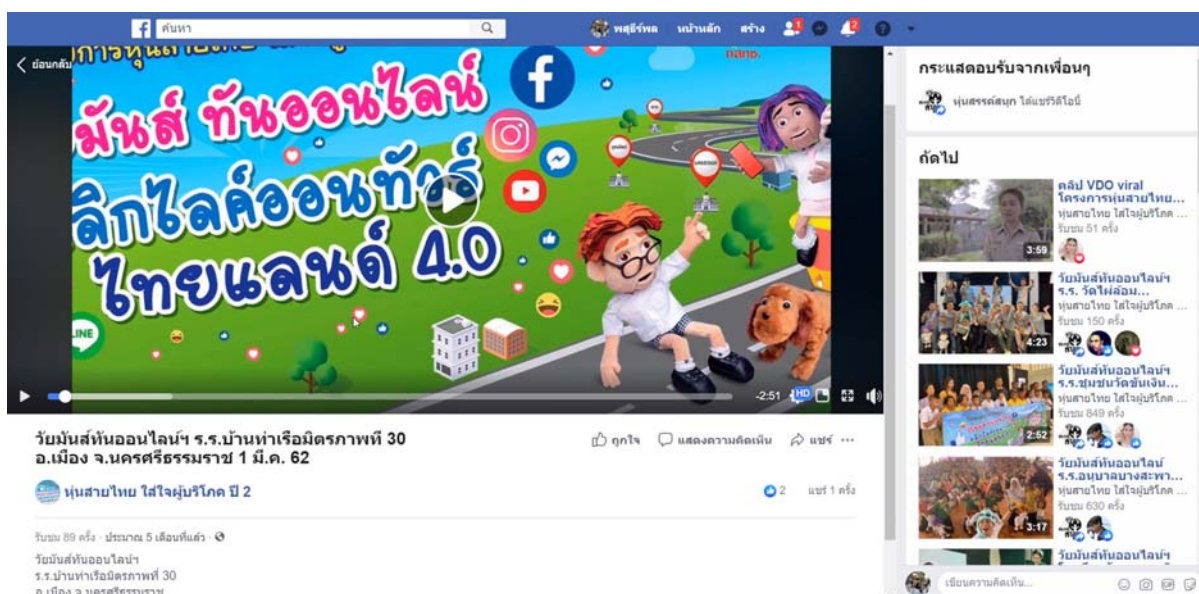 ค้นหา
พสุธีร์พล
หน้าหลัก
สร้าง
1
2
ย้อนกลับ
กสทช.
มันส์ ทันออนไลน์
ลิกไลค์ออนทัวร์
ไทยแลนด์ 4.0
LINE
-2:51
HD
วัยมันส์ทันออนไลน์ฯ ร.ร.บ้านท่าเรือมิตรภาพที่ 30
อ.เมือง จ.นครศรีธรรมราช 1 มี.ค. 62
ถูกใจ
แสดงความคิดเห็น
แชร์
หุ่นสายไทย ใส่ใจผู้บริโภค ปี 2
2
แชร์ 1 ครั้ง
รับชม 89 ครั้ง · ประมาณ 5 เดือนที่แล้ว ·
วัยมันส์ทันออนไลน์ฯ
ร.ร.บ้านท่าเรือมิตรภาพที่ 30
อ.เมือง จ.นครศรีธรรมราช
กระแสตอบรับจากเพื่อนๆ
หุ่นสรรค์สนุก ได้แชร์วิดีโอนี้
ถัดไป
คลิป VDO viral
โครงการหุ่นสายไทย...
หุ่นสายไทย ใส่ใจผู้บริโภค ...
รับชม 51 ครั้ง
3:59
วัยมันส์ทันออนไลน์ฯ
ร.ร. วัดไผ่ล้อม...
หุ่นสายไทย ใส่ใจผู้บริโภค ...
รับชม 150 ครั้ง
4:23
วัยมันส์ทันออนไลน์ฯ
ร.ร.ชุมชนวัดขันเงิน...
หุ่นสายไทย ใส่ใจผู้บริโภค ...
รับชม 849 ครั้ง
2:52
วัยมันส์ทันออนไลน์
ร.ร.อนุบาลบางสะพา...
หุ่นสายไทย ใส่ใจผู้บริโภค ...
รับชม 630 ครั้ง
3:17
วัยมันส์ทันออนไลน์ฯ
เขียนความคิดเห็น...
GIF